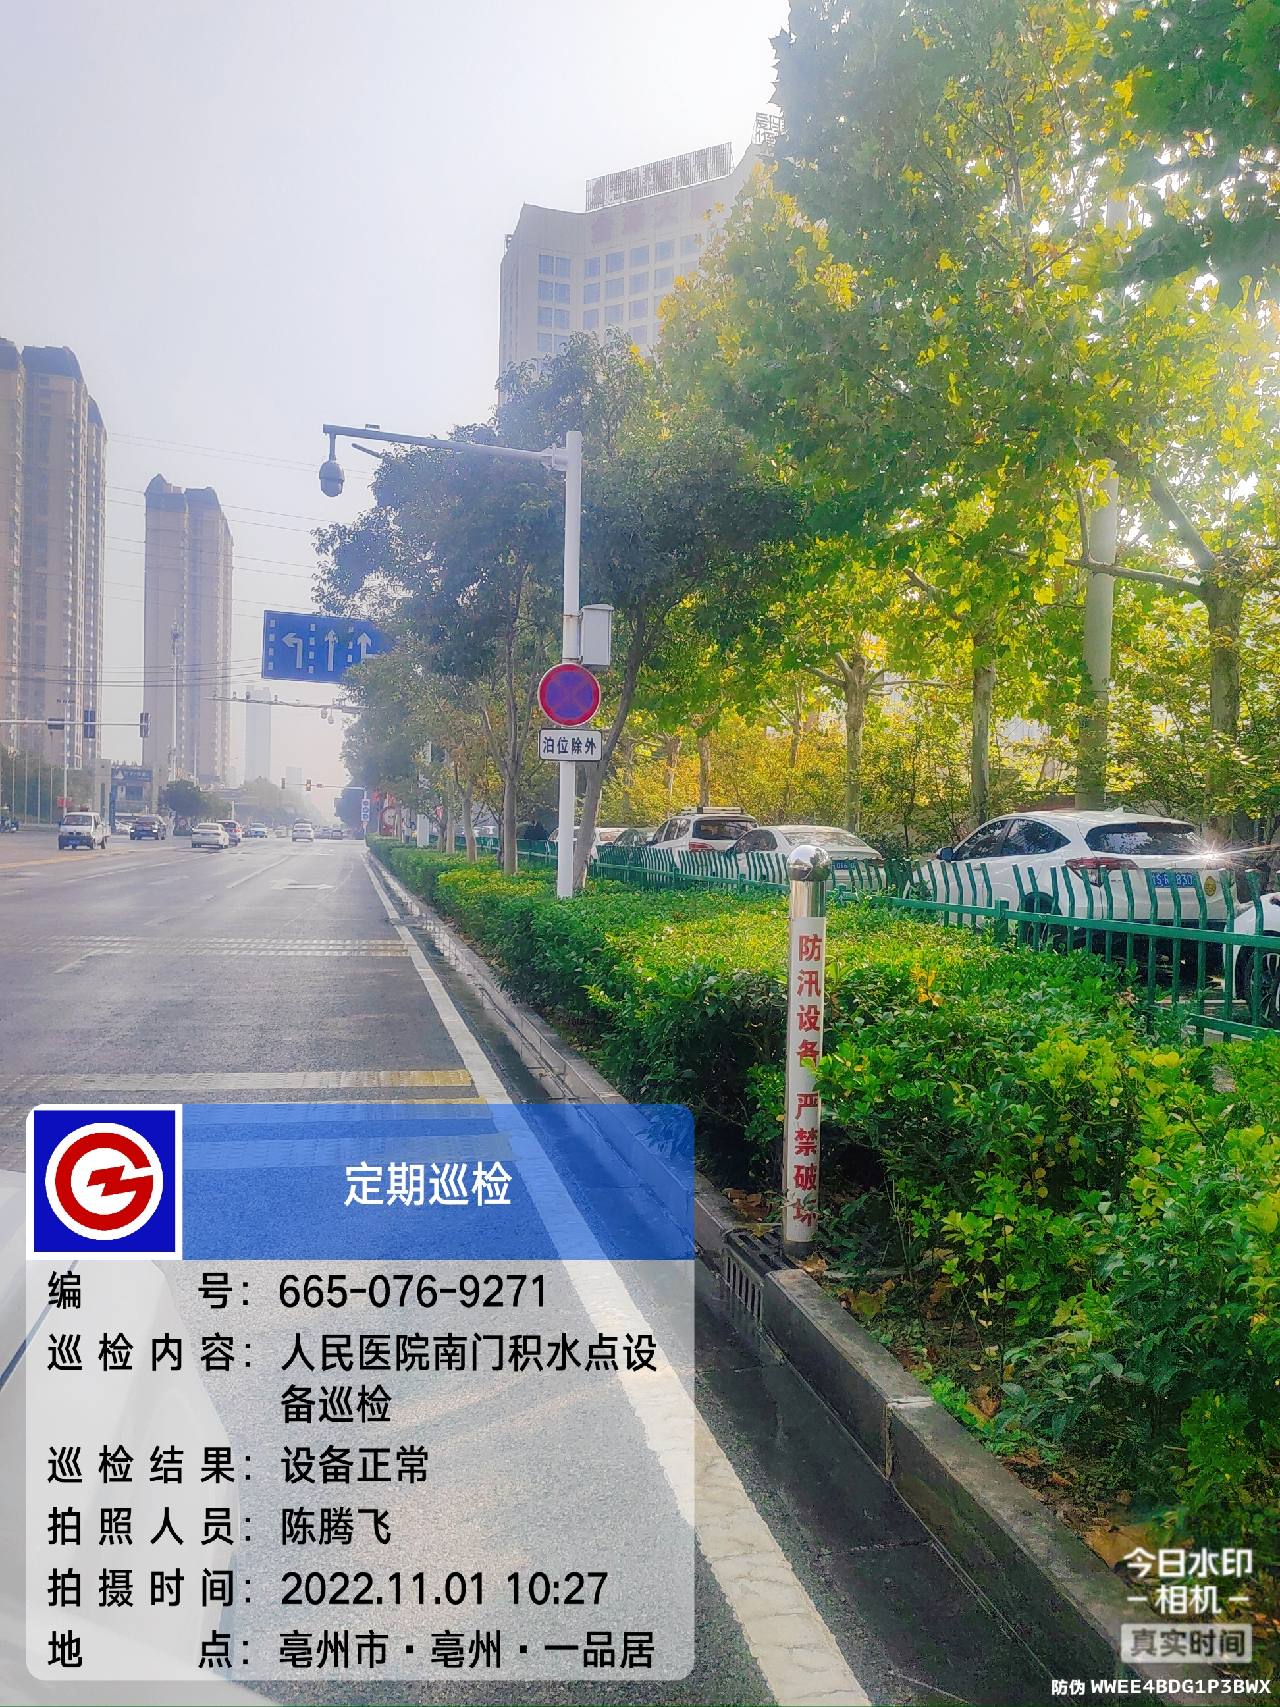 泊位除外
防汛设备 严禁破坏
定期巡检
编号：665-076-9271
巡检内容：人民医院南门积水点设
备巡检
巡检结果：设备正常
拍照人员：陈腾飞
拍摄时间：2022.11.01 10:27
地点：亳州市·亳州·一品居
今日水印
相机
真实时间
防伪 WWEE4BDG1P3BWX